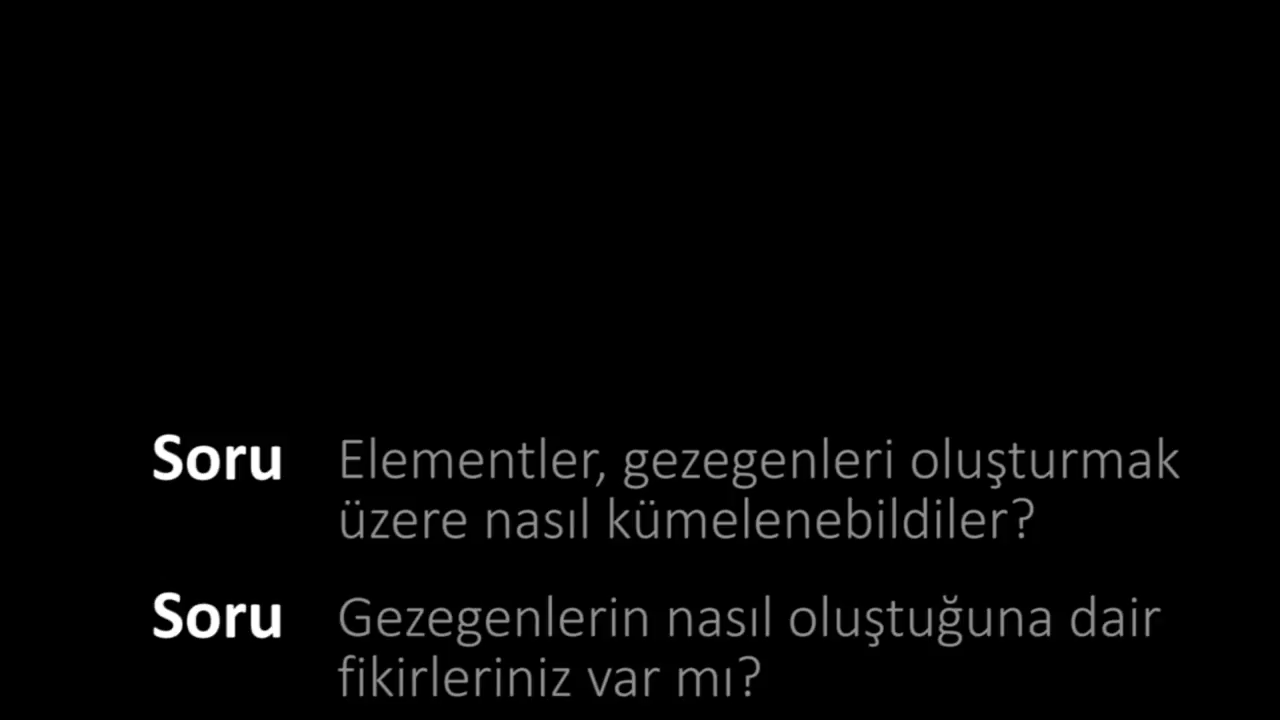 Soru Elementler, gezegenleri oluşturmak
üzere nasıl kümelenebildiler?
Soru Gezegenlerin nasıl oluştuğuna dair
fikirleriniz var mı?